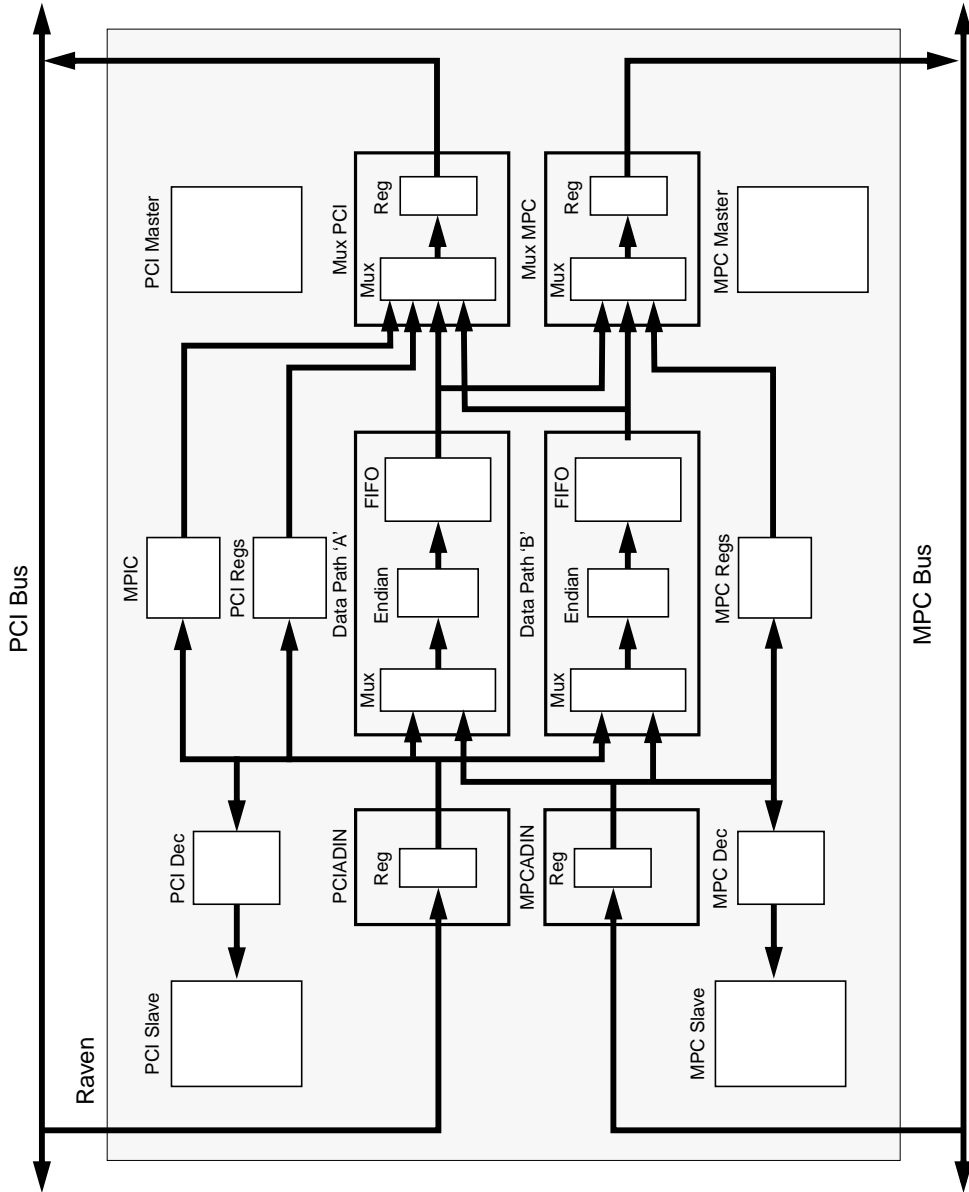 PCI Bus
Raven
PCI Slave
PCI Dec
MPIC
PCI Regs
PCI Master
PCIADIN
Reg
Data Path ‘A’
Mux
Endian
FIFO
Mux PCI
Mux
Reg
MPCADIN
Reg
Data Path ‘B’
Mux
Endian
FIFO
Mux MPC
Mux
Reg
MPC Slave
MPC Dec
MPC Regs
MPC Master
MPC Bus